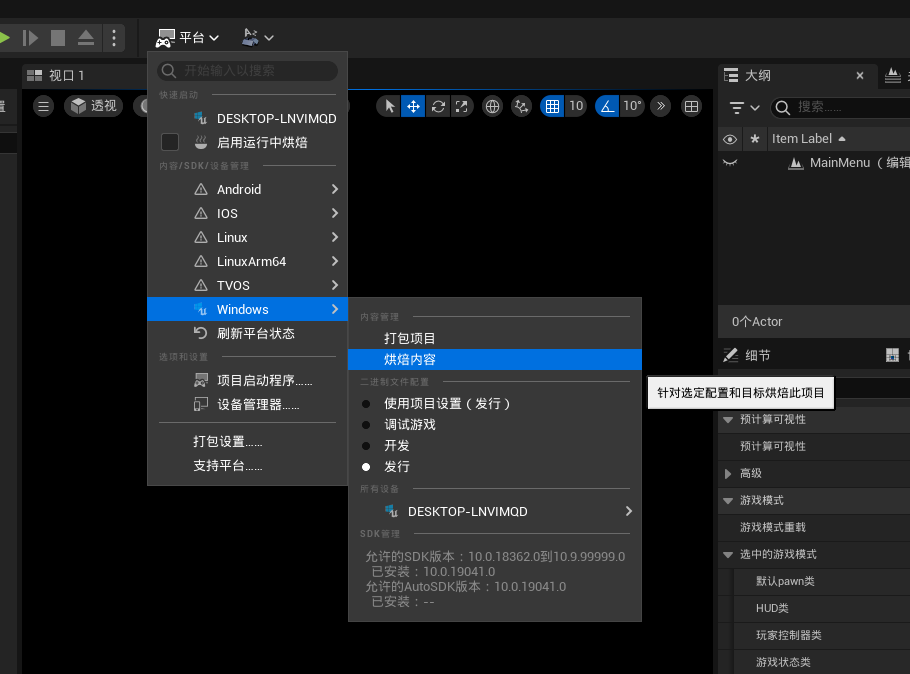 平台
视口 1
大纲
开始输入以搜索
透视
10
10°
搜索......
快速启动
DESKTOP-LNVIMQD
启用运行中烘焙
Item Label
内容/SDK/设备管理
MainMenu （编辑
Android
IOS
Linux
LinuxArm64
TVOS
Windows
刷新平台状态
选项和设置
项目启动程序......
设备管理器......
打包设置......
支持平台......
内容管理
打包项目
烘焙内容
二进制文件配置
使用项目设置（发行）
调试游戏
开发
发行
所有设备
DESKTOP-LNVIMQD
SDK管理
允许的SDK版本：10.0.18362.0到10.9.99999.0
已安装：10.0.19041.0
允许的AutoSDK版本：10.0.19041.0
已安装：--
针对选定配置和目标烘焙此项目
0个Actor
细节
预计算可视性
预计算可视性
高级
游戏模式
游戏模式重载
选中的游戏模式
默认pawn类
HUD类
玩家控制器类
游戏状态类